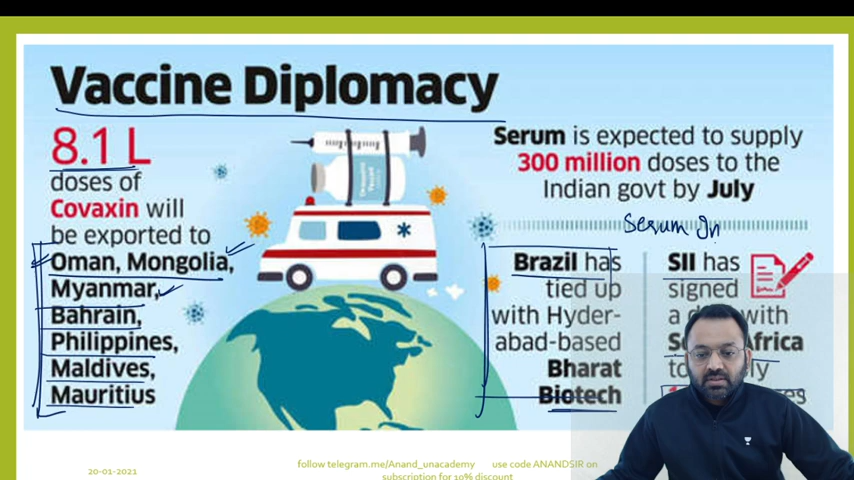 Vaccine Diplomacy
8.1 L
doses of
Covaxin will
be exported to
Oman, Mongolia,
Myanmar,
Bahrain,
Philippines,
Maldives,
Mauritius
Serum is expected to supply
300 million doses to the
Indian govt by July
Serum In
Brazil has
tied up
with Hyder-
abad-based
Bharat
Biotech
SII has
signed
a with
Africa
to
20-01-2021
follow telegram.me/Anand_unacademy use code ANANDSIR on
subscription for 10% discount